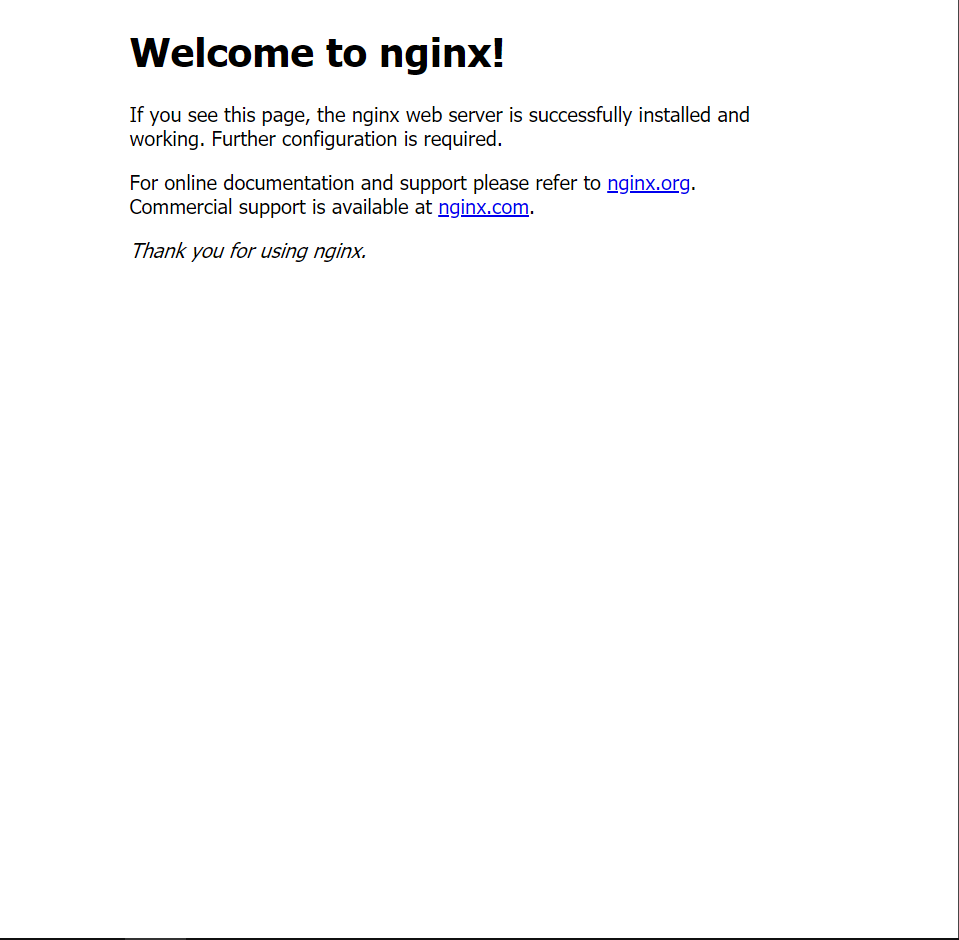 Welcome to nginx!
If you see this page, the nginx web server is successfully installed and
working. Further configuration is required.
For online documentation and support please refer to nginx.org.
Commercial support is available at nginx.com.
Thank you for using nginx.